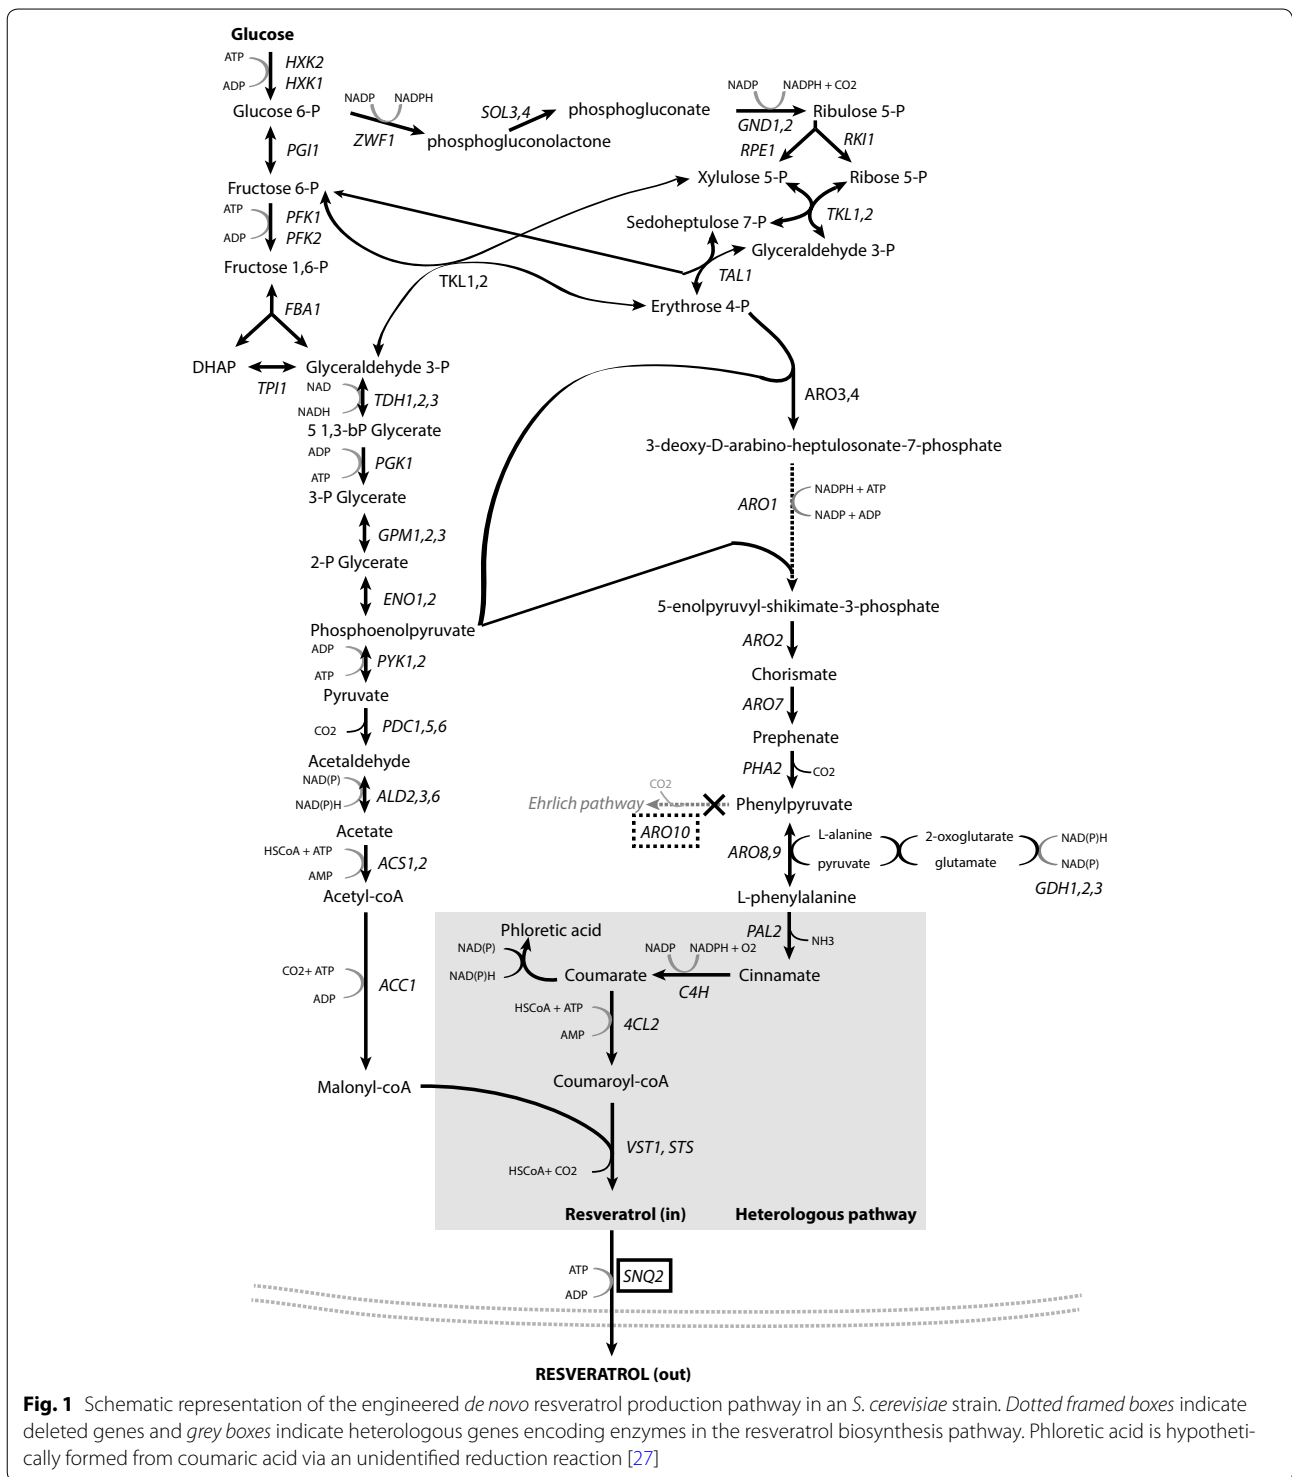 Glucose
ATP
HXK2
ADP
HXK1
Glucose 6-P
NADP
NADPH
ZWF1
phosphogluconolactone
SOL3,4
phosphogluconate
NADP
NADPH + CO2
GND1,2
Ribulose 5-P
RPE1
RKI1
PGI1
Fructose 6-P
Xylulose 5-P
Ribose 5-P
ATP
PFK1
ADP
PFK2
Sedoheptulose 7-P
TKL1,2
Glyceraldehyde 3-P
TAL1
Fructose 1,6-P
TKL1,2
Erythrose 4-P
FBA1
DHAP
TPI1
Glyceraldehyde 3-P
NAD
NADH
TDH1,2,3
ARO3,4
5 1,3-bP Glycerate
3-deoxy-D-arabino-heptulosonate-7-phosphate
ADP
ATP
PGK1
3-P Glycerate
ARO1
NADPH + ATP
NADP + ADP
GPM1,2,3
2-P Glycerate
ENO1,2
5-enolpyruvyl-shikimate-3-phosphate
Phosphoenolpyruvate
ARO2
ADP
ATP
PYK1,2
Chorismate
Pyruvate
ARO7
CO2
PDC1,5,6
Prephenate
Acetaldehyde
PHA2
CO2
NAD(P)
NAD(P)H
ALD2,3,6
Ehrlich pathway
CO2
Phenylpyruvate
ARO10
Acetate
ARO8,9
L-alanine
pyruvate
2-oxoglutarate
glutamate
NAD(P)H
NAD(P)
GDH1,2,3
HSCoA + ATP
AMP
ACS1,2
Acetyl-coA
L-phenylalanine
PAL2
NH3
Phloretic acid
NAD(P)
NAD(P)H
Coumarate
NADP
NADPH + O2
C4H
Cinnamate
CO2+ ATP
ADP
ACC1
HSCoA + ATP
AMP
4CL2
Malonyl-coA
Coumaroyl-coA
VST1, STS
HSCoA+ CO2
Resveratrol (in)
Heterologous pathway
ATP
ADP
SNQ2
RESVERATROL (out)
Fig. 1 Schematic representation of the engineered de novo resveratrol production pathway in an S. cerevisiae strain. Dotted framed boxes indicate
deleted genes and grey boxes indicate heterologous genes encoding enzymes in the resveratrol biosynthesis pathway. Phloretic acid is hypotheti-
cally formed from coumaric acid via an unidentified reduction reaction [27]